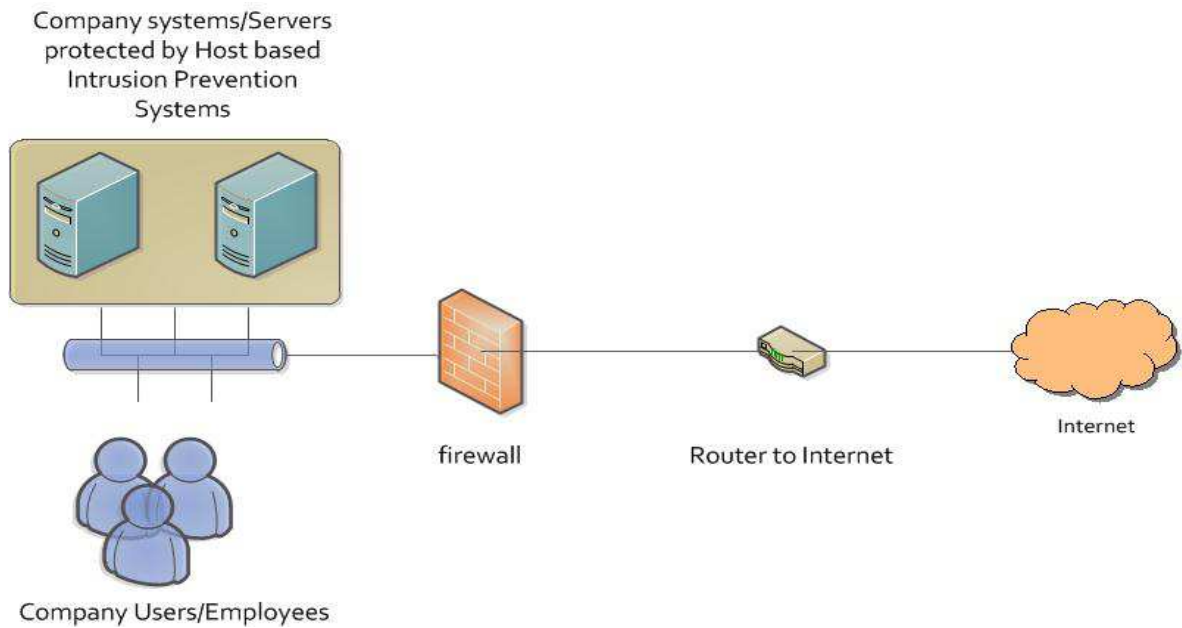 Company systems/Servers
protected by Host based
Intrusion Prevention
Systems
firewall
Router to Internet
Internet
Company Users/Employees